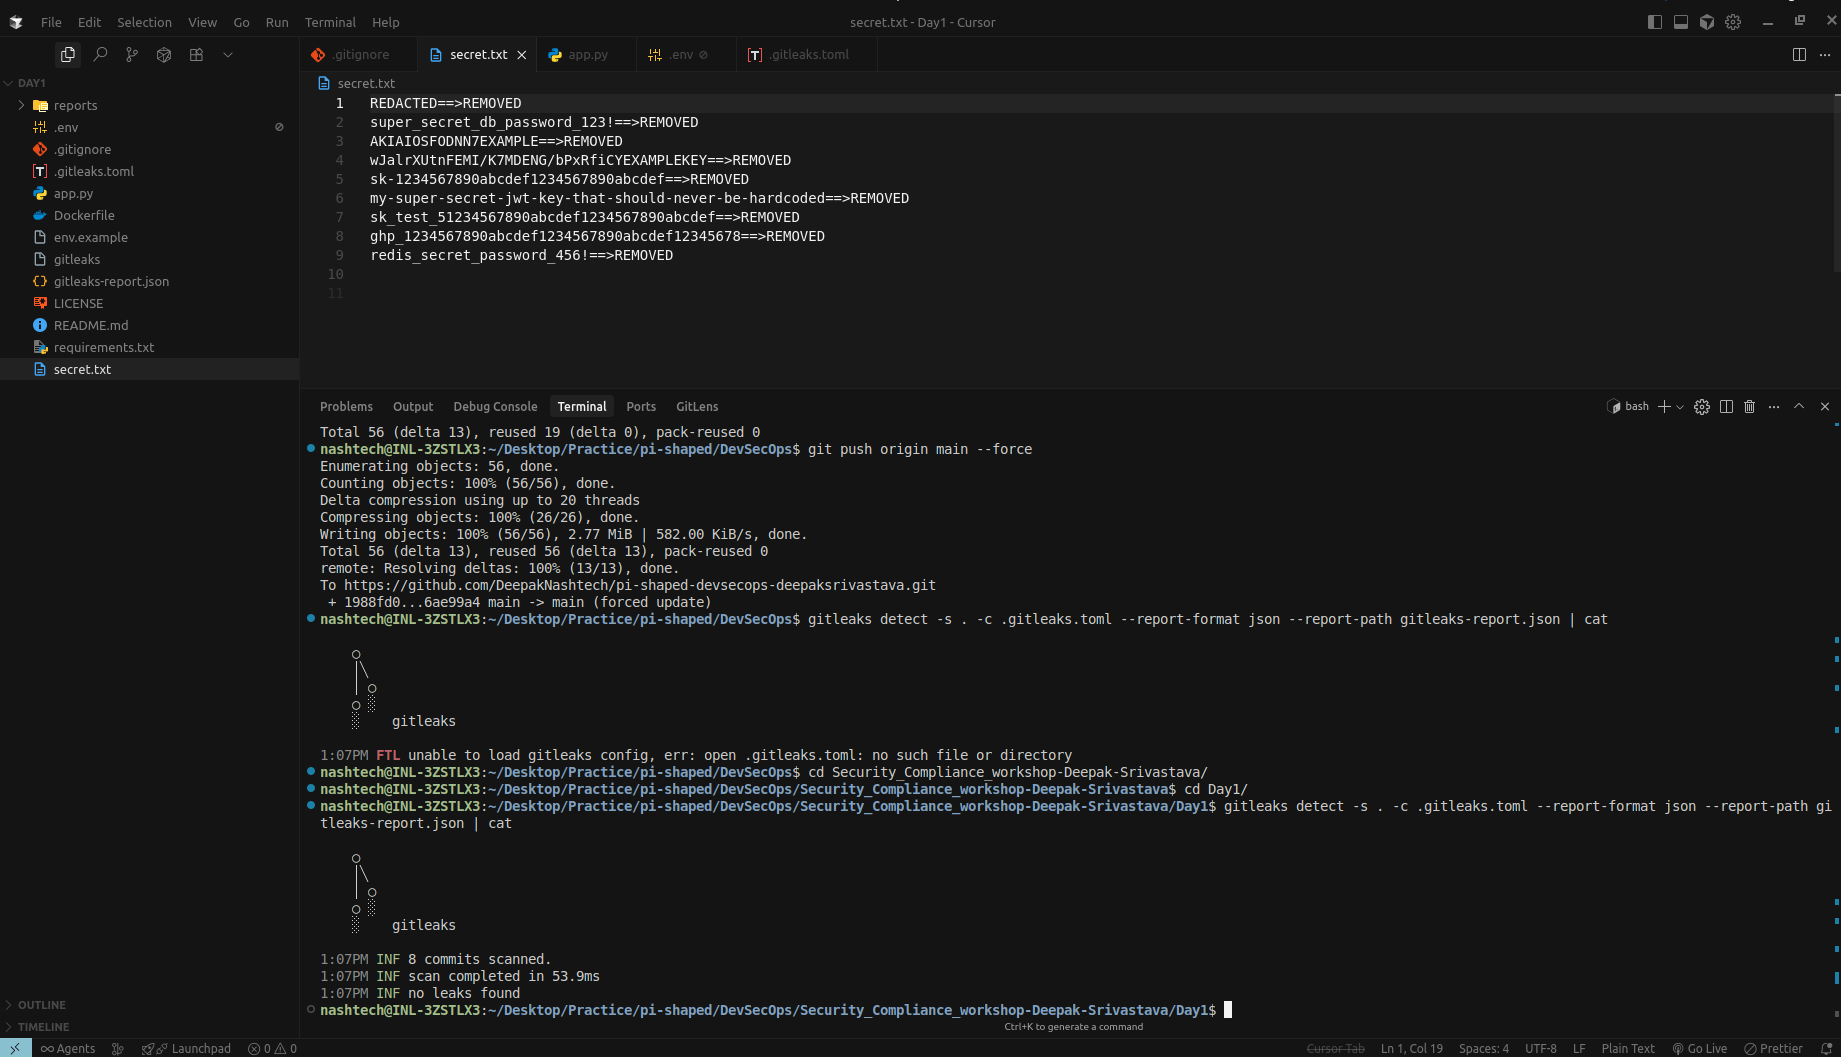 File Edit Selection View Go Run Terminal Help
secret.txt - Day1 - Cursor
.gitignore
secret.txt
app.py
.env
.gitleaks.toml
DAY1
reports
.env
.gitignore
.gitleaks.toml
app.py
Dockerfile
env.example
gitleaks
gitleaks-report.json
LICENSE
README.md
requirements.txt
secret.txt
OUTLINE
TIMELINE
secret.txt
1 REDACTED==>REMOVED
2 super_secret_db_password_123!==>REMOVED
3 AKIAIOSFODNN7EXAMPLE==>REMOVED
4 wJalrXUtnFEMI/K7MDENG/bPxRfiCYEXAMPLEKEY==>REMOVED
5 sk-1234567890abcdef1234567890abcdef==>REMOVED
6 my-super-secret-jwt-key-that-should-never-be-hardcoded==>REMOVED
7 sk_test_51234567890abcdef1234567890abcdef==>REMOVED
8 ghp_1234567890abcdef1234567890abcdef12345678==>REMOVED
9 redis_secret_password_456!==>REMOVED
10
11
Problems Output Debug Console Terminal Ports GitLens
bash
Total 56 (delta 13), reused 19 (delta 0), pack-reused 0
nashtech@INL-3ZSTLX3:~/Desktop/Practice/pi-shaped/DevSecOps$ git push origin main --force
Enumerating objects: 56, done.
Counting objects: 100% (56/56), done.
Delta compression using up to 20 threads
Compressing objects: 100% (26/26), done.
Writing objects: 100% (56/56), 2.77 MiB | 582.00 KiB/s, done.
Total 56 (delta 13), reused 56 (delta 13), pack-reused 0
remote: Resolving deltas: 100% (13/13), done.
To https://github.com/DeepakNashtech/pi-shaped-devsecops-deepaksrivastava.git
+ 1988fd0...6ae99a4 main -> main (forced update)
nashtech@INL-3ZSTLX3:~/Desktop/Practice/pi-shaped/DevSecOps$ gitleaks detect -s . -c .gitleaks.toml --report-format json --report-path gitleaks-report.json | cat
gitleaks
1:07PM FTL unable to load gitleaks config, err: open .gitleaks.toml: no such file or directory
nashtech@INL-3ZSTLX3:~/Desktop/Practice/pi-shaped/DevSecOps$ cd Security_Compliance_workshop-Deepak-Srivastava/
nashtech@INL-3ZSTLX3:~/Desktop/Practice/pi-shaped/DevSecOps/Security_Compliance_workshop-Deepak-Srivastava$ cd Day1/
nashtech@INL-3ZSTLX3:~/Desktop/Practice/pi-shaped/DevSecOps/Security_Compliance_workshop-Deepak-Srivastava/Day1$ gitleaks detect -s . -c .gitleaks.toml --report-format json --report-path gi
tleaks-report.json | cat
gitleaks
1:07PM INF 8 commits scanned.
1:07PM INF scan completed in 53.9ms
1:07PM INF no leaks found
nashtech@INL-3ZSTLX3:~/Desktop/Practice/pi-shaped/DevSecOps/Security_Compliance_workshop-Deepak-Srivastava/Day1$
Ctrl+K to generate a command
Agents Launchpad 0 0
Cursor Tab Ln 1, Col 19 Spaces: 4 UTF-8 LF Plain Text Go Live Prettier